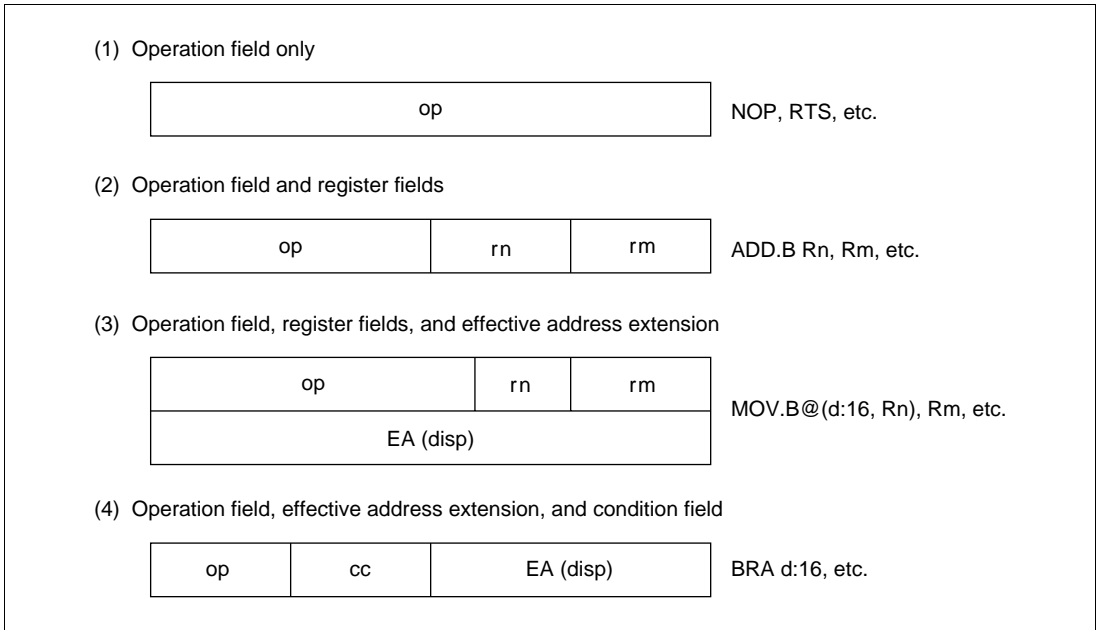 (1) Operation field only
op
NOP, RTS, etc.
(2) Operation field and register fields
op rn rm
ADD.B Rn, Rm, etc.
(3) Operation field, register fields, and effective address extension
op rn rm
EA (disp)
MOV.B@(d:16, Rn), Rm, etc.
(4) Operation field, effective address extension, and condition field
op cc EA (disp)
BRA d:16, etc.